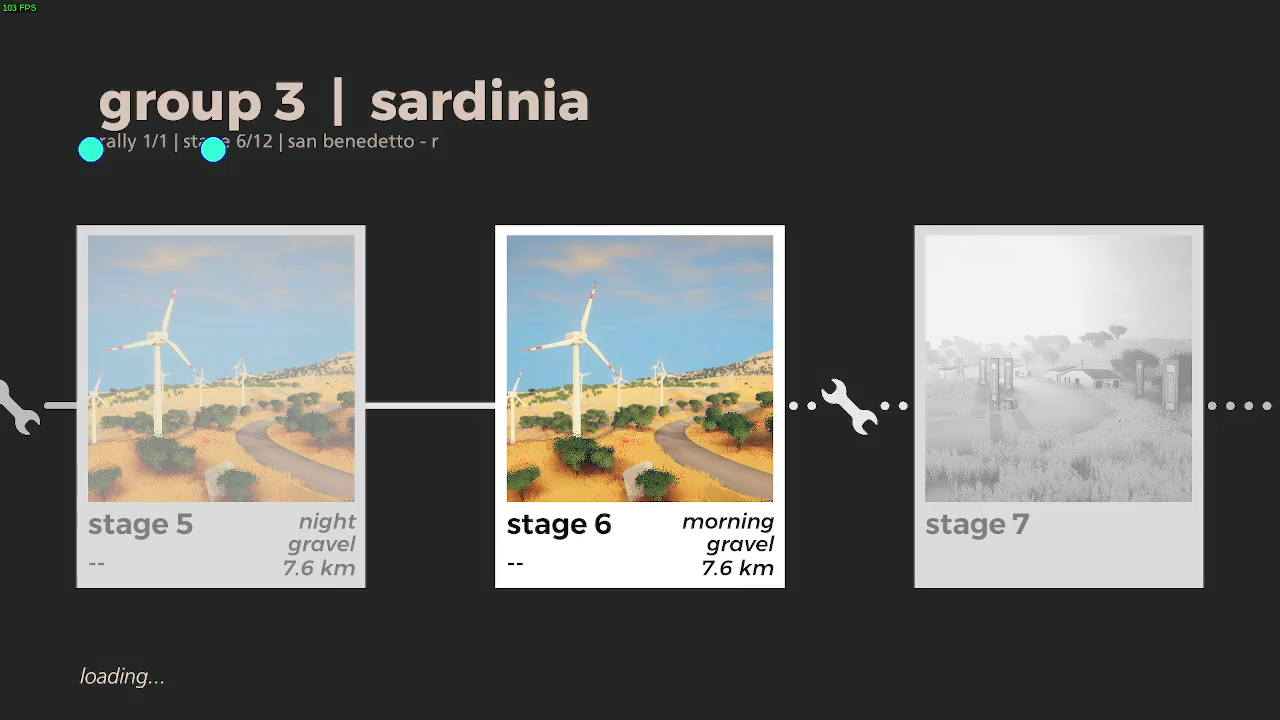 103 FPS
group 3 | sardinia
rally 1/1 | stage 6/12 | san benedetto - r
stage 5
night
gravel
--
7.6 km
stage 6
morning
gravel
--
7.6 km
stage 7
loading...